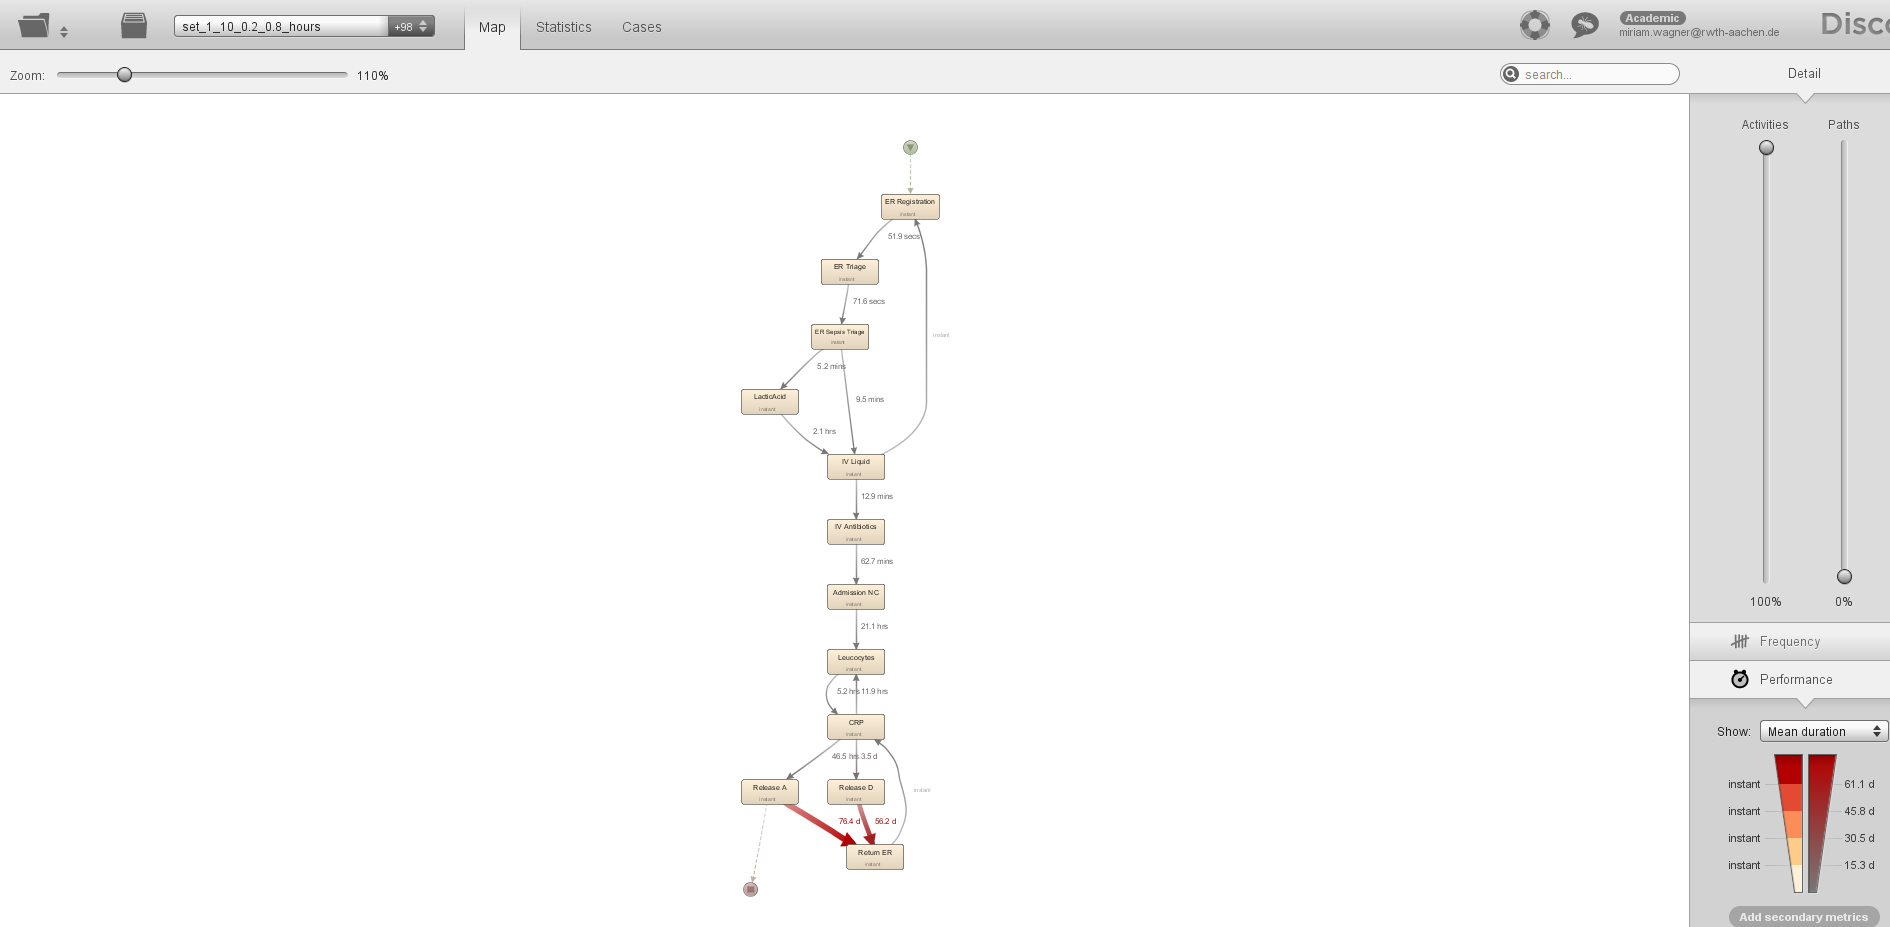 set_1_10_0.2_0.8_hours
+98
Map
Statistics
Cases
Academic
miriam.wagner@rwth-aachen.de
Disco
Zoom:
110%
search...
Detail
Activities
Paths
100%
0%
Frequency
Performance
Show:
Mean duration
instant
61.1 d
instant
45.8 d
instant
30.5 d
instant
15.3 d
Add secondary metrics
ER Registration
instant
51.9 secs
ER Triage
instant
71.6 secs
ER Sepsis Triage
instant
instant
5.2 mins
LacticAcid
instant
9.5 mins
2.1 hrs
IV Liquid
instant
12.9 mins
IV Antibiotics
instant
62.7 mins
Admission NC
instant
21.1 hrs
Leucocytes
instant
5.2 hrs
11.9 hrs
CRP
instant
46.5 hrs
3.5 d
Release A
instant
Release D
instant
instant
76.4 d
56.2 d
Return ER
instant